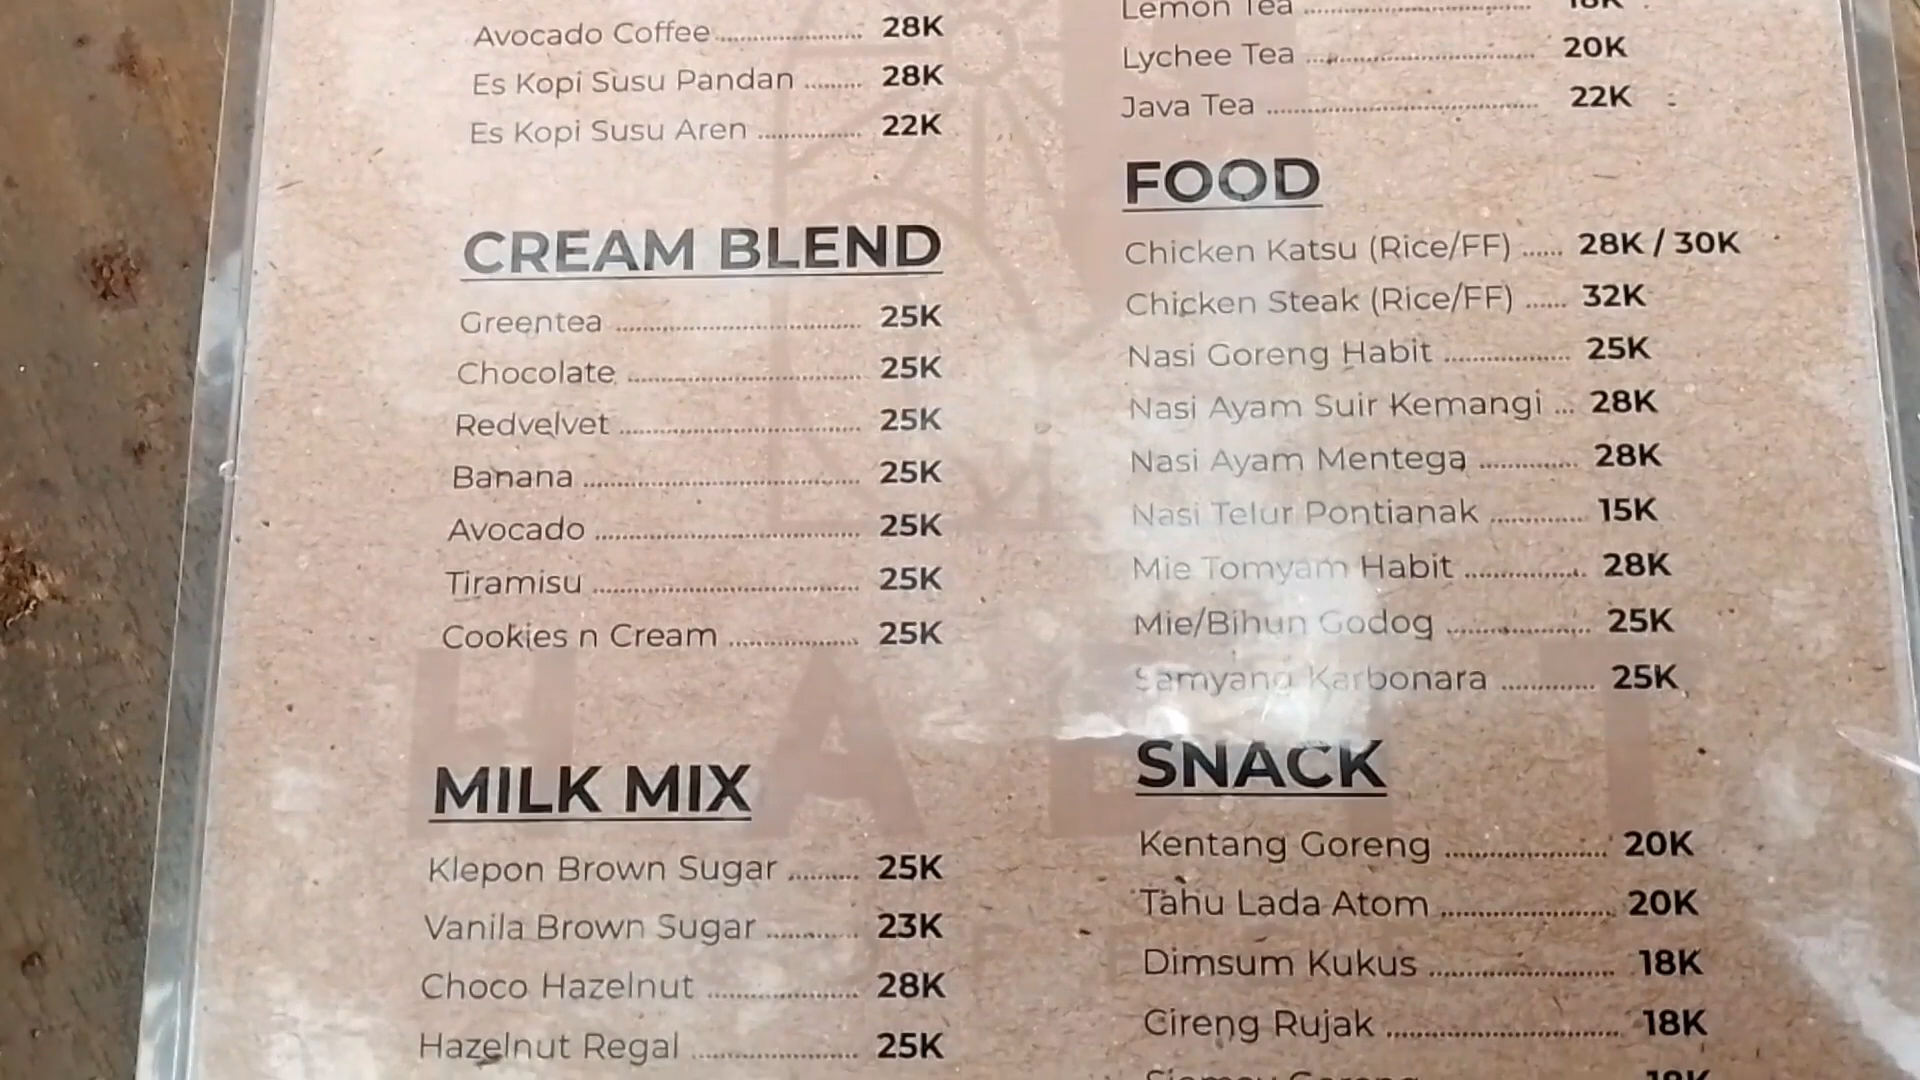 Avocado Coffee ........ 28K
Es Kopi Susu Pandan ........ 28K
Es Kopi Susu Aren ........ 22K
CREAM BLEND
Greentea ........ 25K
Chocolate ........ 25K
Redvelvet ........ 25K
Banana ........ 25K
Avocado ........ 25K
Tiramisu ........ 25K
Cookies n Cream ........ 25K
MILK MIX
Klepon Brown Sugar ........ 25K
Vanila Brown Sugar ........ 23K
Choco Hazelnut ........ 28K
Hazelnut Regal ........ 25K
Lemon Tea ........ 18K
Lychee Tea ........ 20K
Java Tea ........ 22K
FOOD
Chicken Katsu (Rice/FF) ...... 28K / 30K
Chicken Steak (Rice/FF) ...... 32K
Nasi Goreng Habit ........ 25K
Nasi Ayam Suir Kemangi ... 28K
Nasi Ayam Mentega ........ 28K
Nasi Telur Pontianak ........ 15K
Mie Tomyam Habit ........ 28K
Mie/Bihun Godog ........ 25K
Samyang Karbonara ........ 25K
SNACK
Kentang Goreng ........ 20K
Tahu Lada Atom ........ 20K
Dimsum Kukus ........ 18K
Cireng Rujak ........ 18K
HABIT